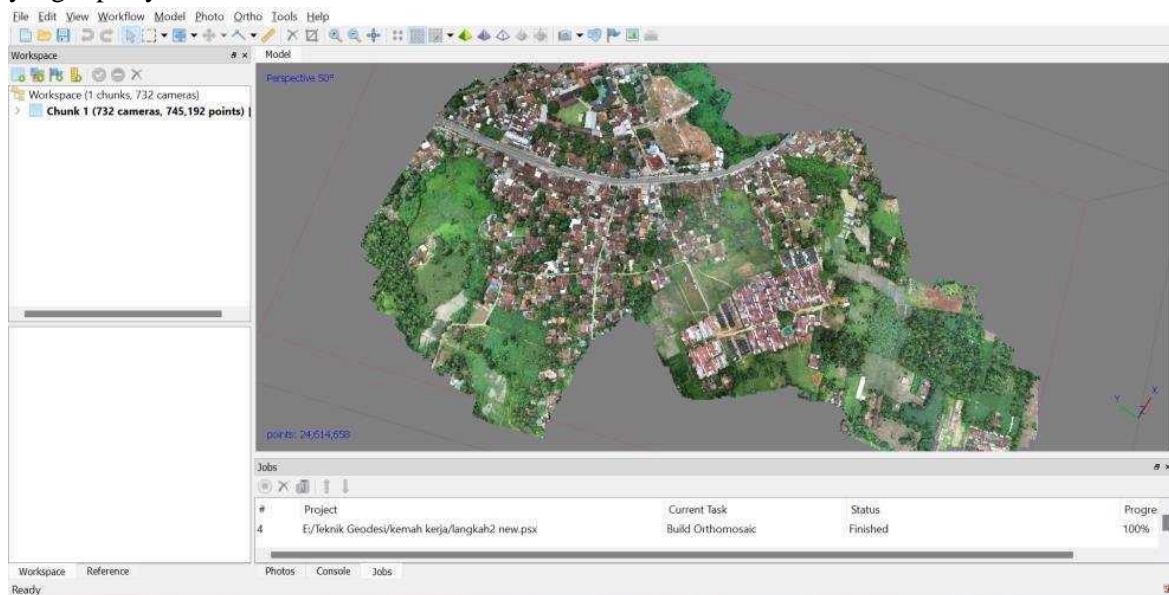 File Edit View Workflow Model Photo Ortho Tools Help
Workspace
Model
Workspace (1 chunks, 732 cameras)
Chunk 1 (732 cameras, 745,192 points) |
Perspective 50°
points: 24,614,658
Y X Z
Jobs
# Project Current Task Status Progre
4 E:/Teknik Geodesi/kemah kerja/langkah2 new.psx Build Orthomosaic Finished 100%
Workspace Reference Photos Console Jobs
Ready